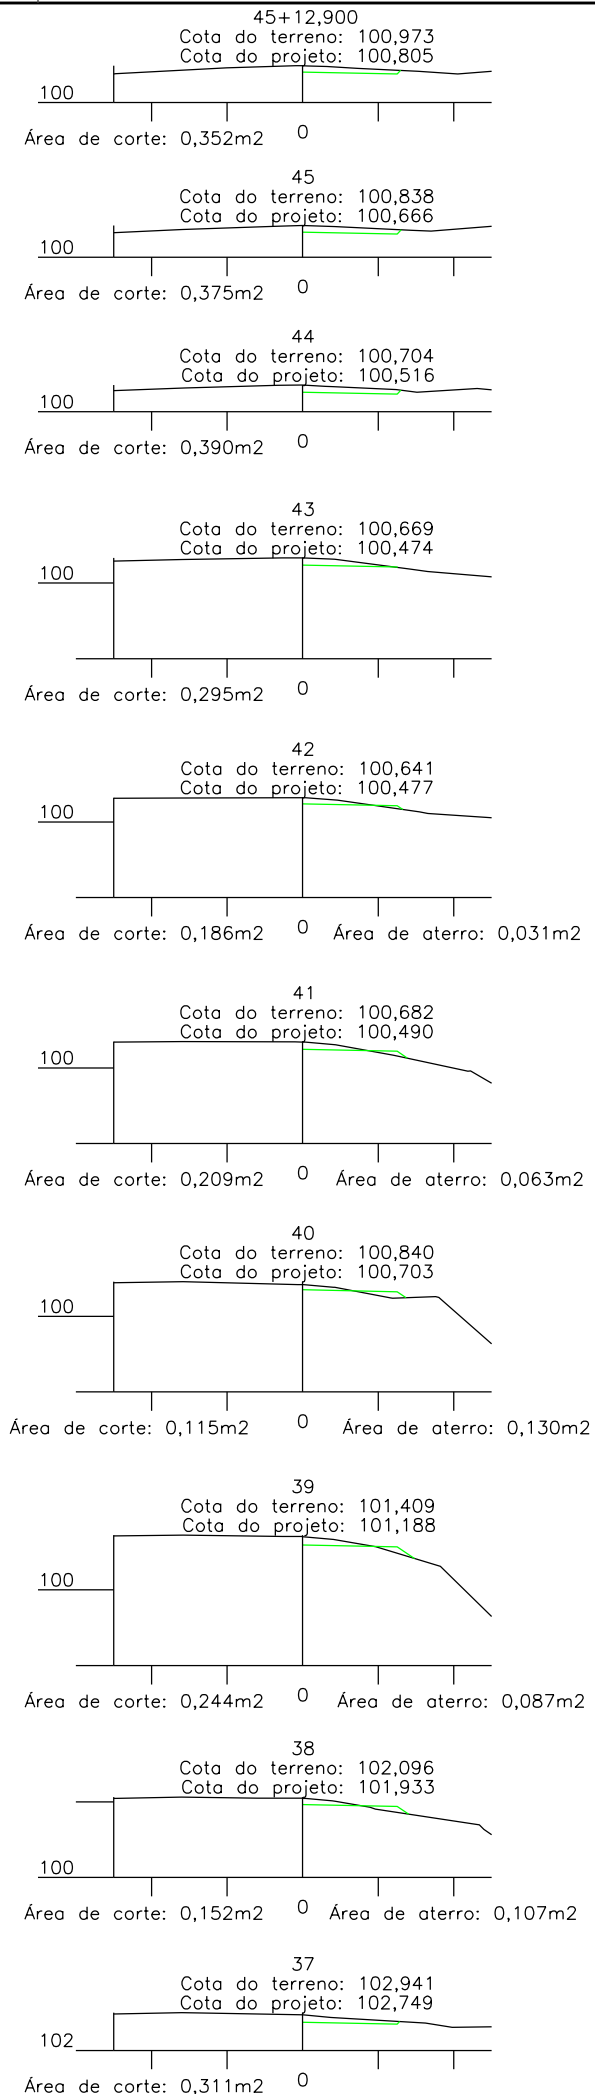 45+12,900
Cota do terreno: 100,973
Cota do projeto: 100,805
100
0
Área de corte: 0,352m2
45
Cota do terreno: 100,838
Cota do projeto: 100,666
100
0
Área de corte: 0,375m2
44
Cota do terreno: 100,704
Cota do projeto: 100,516
100
0
Área de corte: 0,390m2
43
Cota do terreno: 100,669
Cota do projeto: 100,474
100
0
Área de corte: 0,295m2
42
Cota do terreno: 100,641
Cota do projeto: 100,477
100
Área de corte: 0,186m2 0 Área de aterro: 0,031m2
41
Cota do terreno: 100,682
Cota do projeto: 100,490
100
Área de corte: 0,209m2 0 Área de aterro: 0,063m2
40
Cota do terreno: 100,840
Cota do projeto: 100,703
100
Área de corte: 0,115m2 0 Área de aterro: 0,130m2
39
Cota do terreno: 101,409
Cota do projeto: 101,188
100
Área de corte: 0,244m2 0 Área de aterro: 0,087m2
38
Cota do terreno: 102,096
Cota do projeto: 101,933
100
Área de corte: 0,152m2 0 Área de aterro: 0,107m2
37
Cota do terreno: 102,941
Cota do projeto: 102,749
102
0
Área de corte: 0,311m2